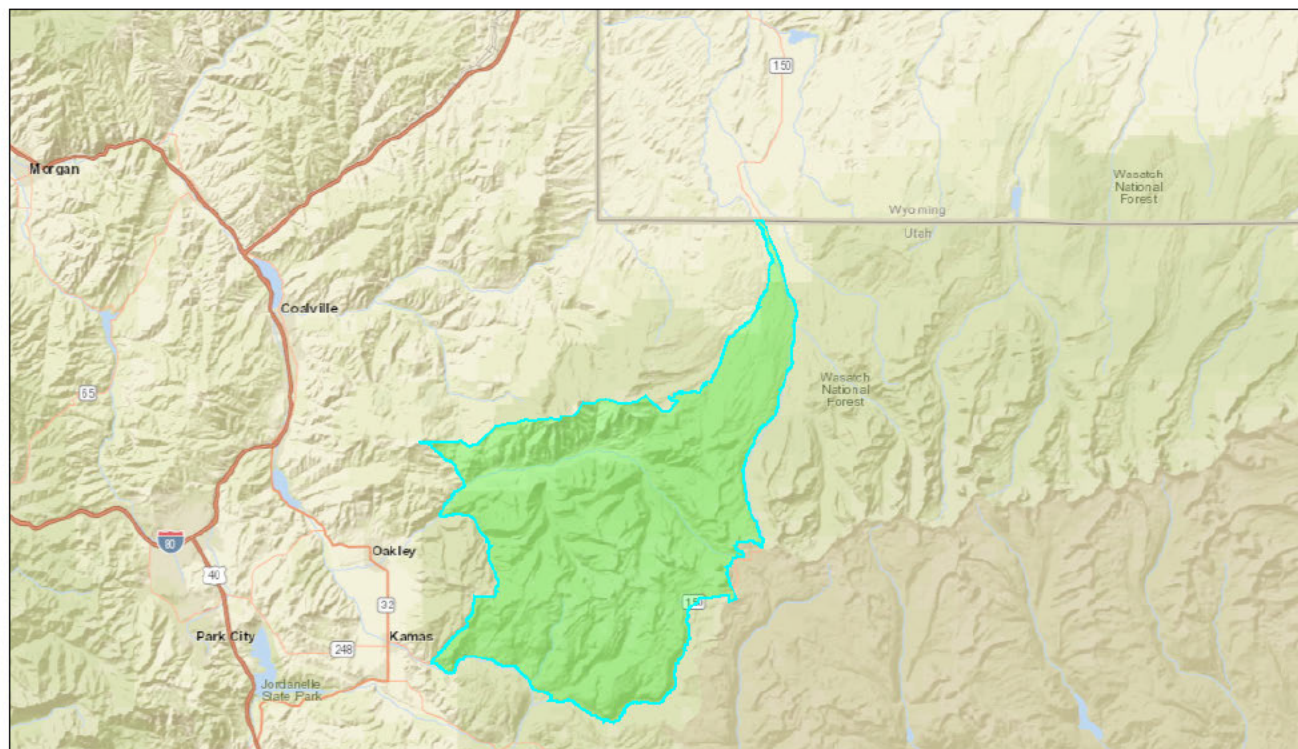 150
Morgan
Wasatch
National
Forest
Wyoming
Utah
Coalville
65
Wasatch
National
Forest
80
Oakley
40
32
150
Park City
248
Kamas
Jordanelle
State Park